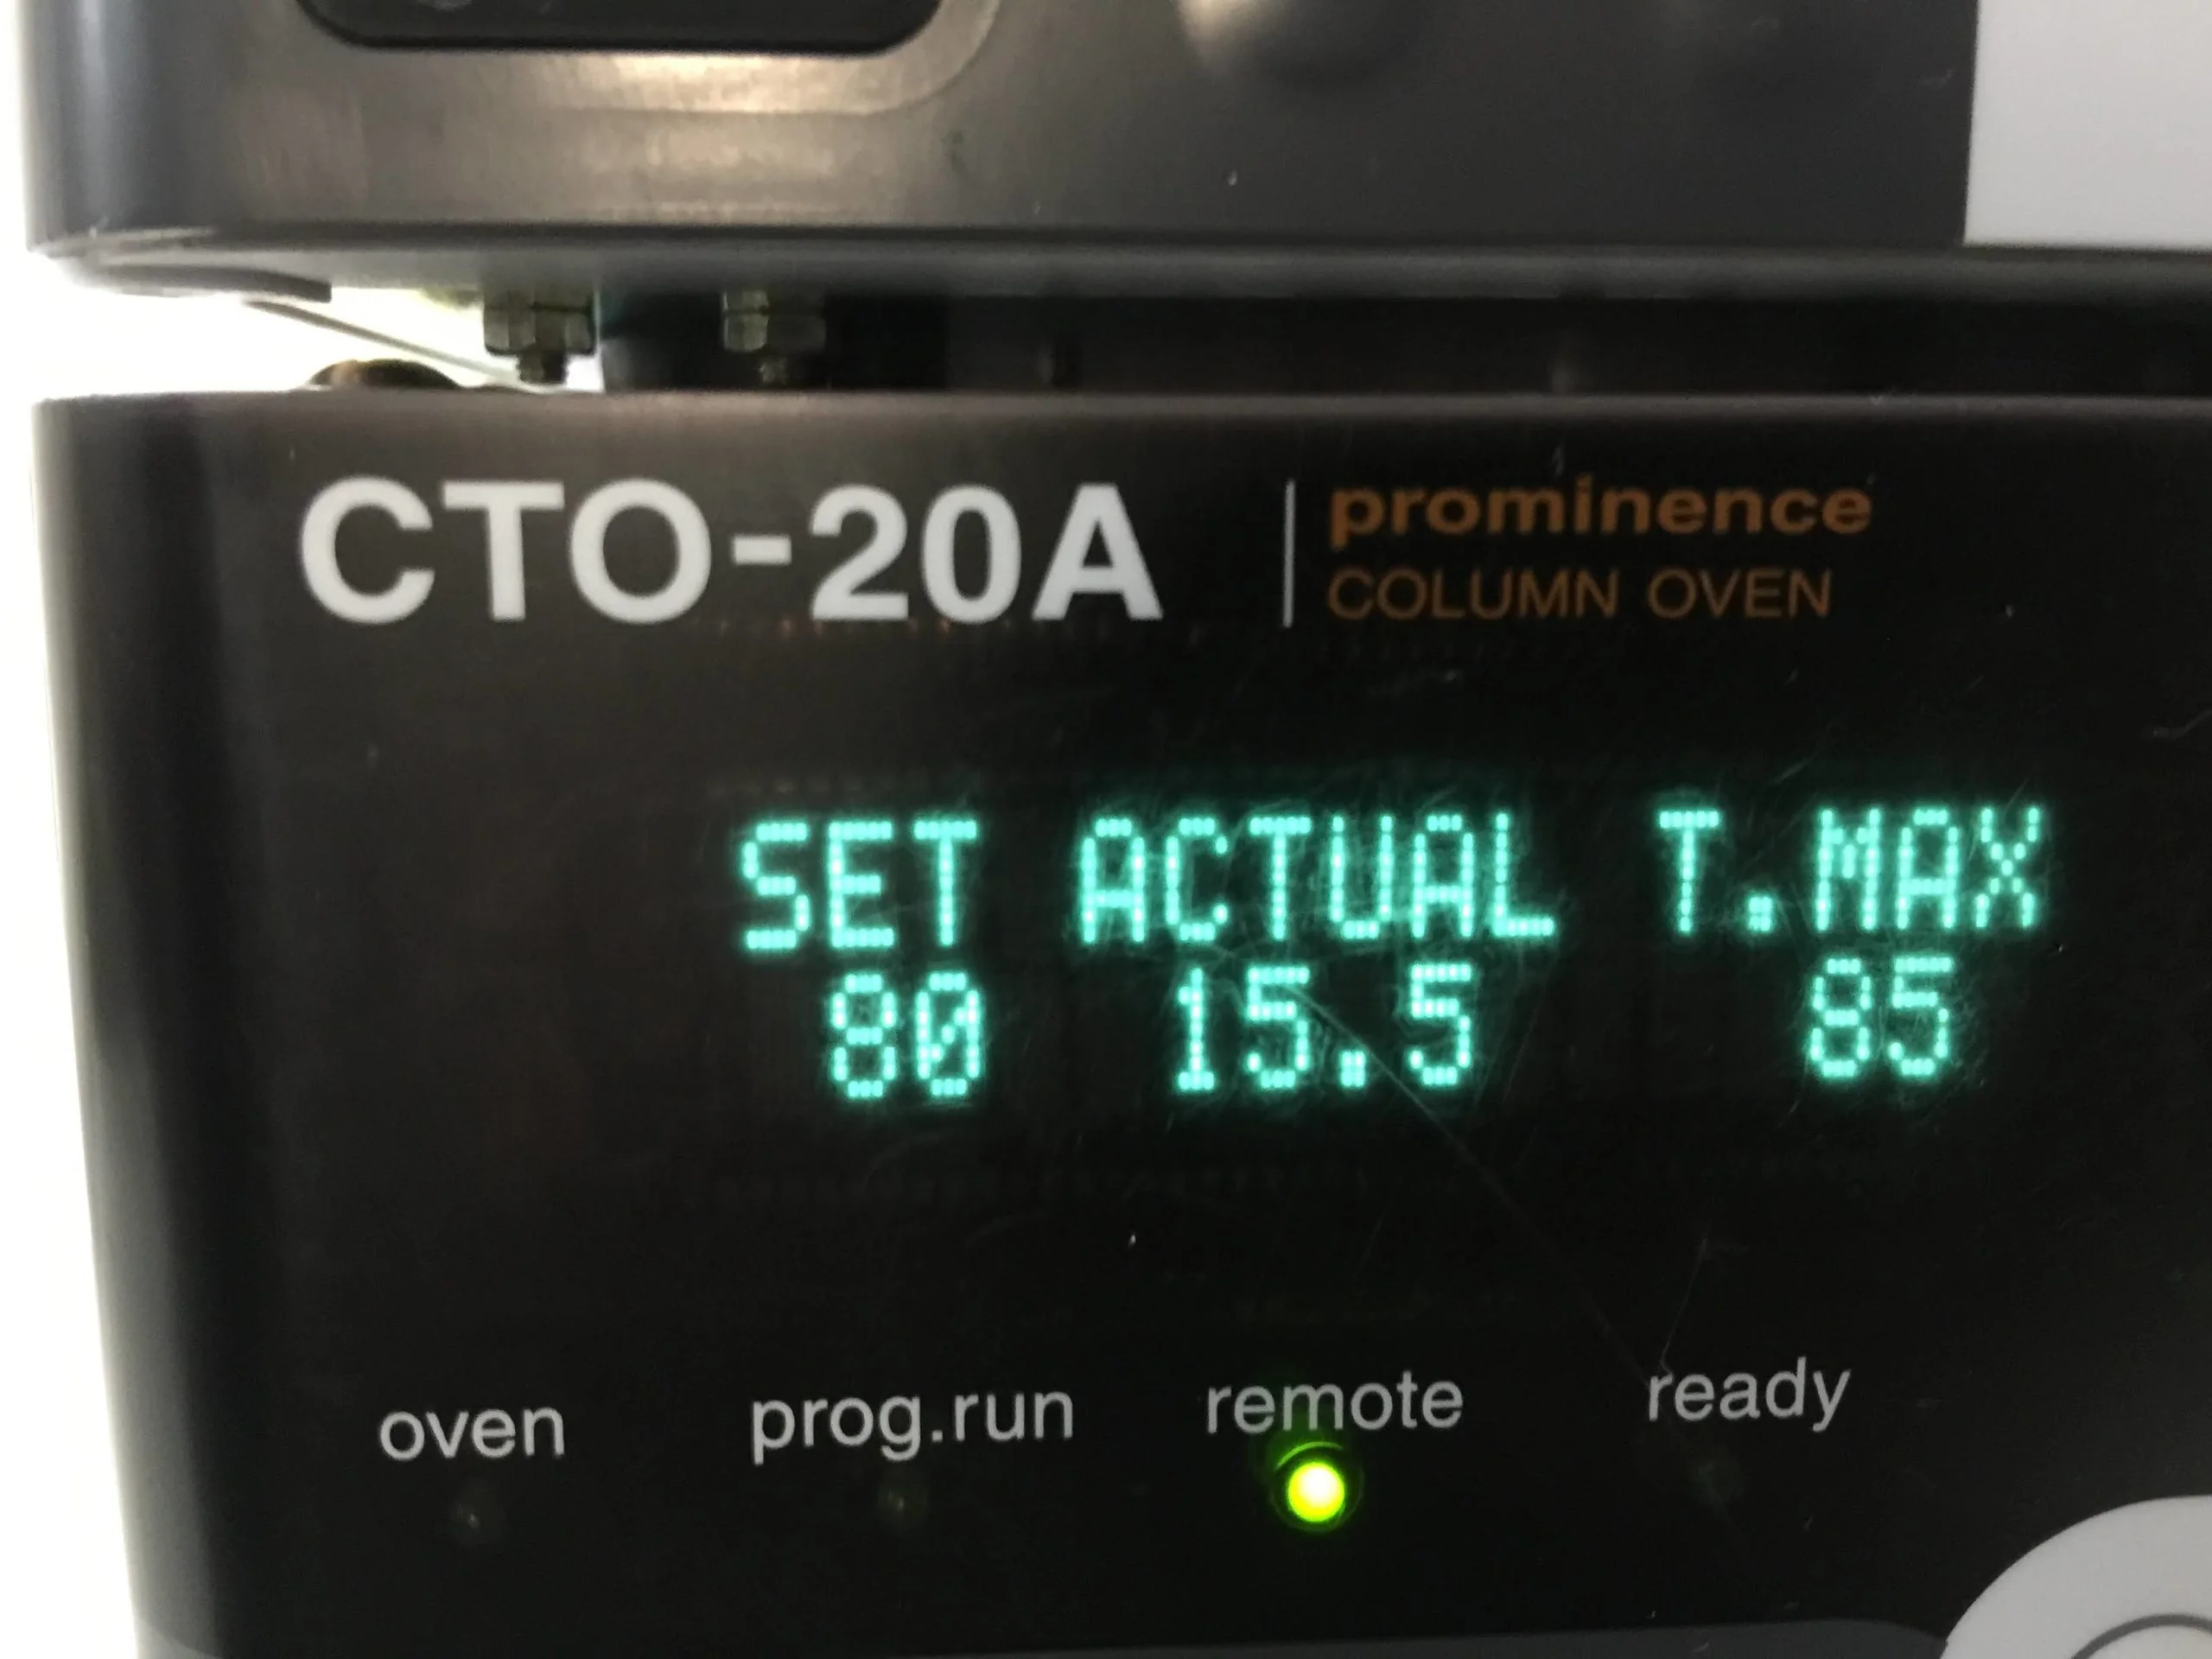 CTO-20A
prominence
COLUMN OVEN
SET ACTUAL T.MAX
80 15.5 85
oven prog.run remote ready